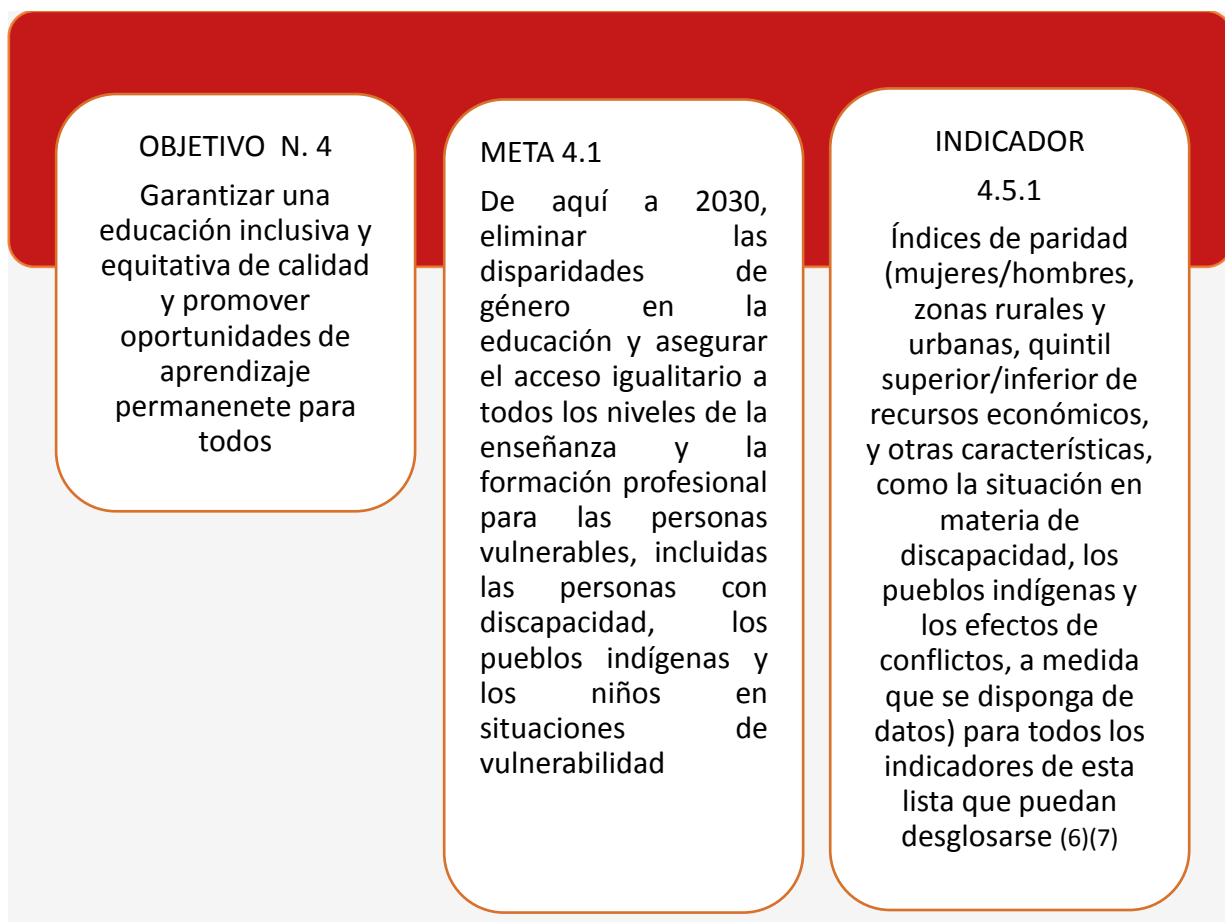 OBJETIVO  N. 4
Garantizar una
educación inclusiva y
equitativa de calidad
y promover
oportunidades de
aprendizaje
permanenete para
todos
META 4.1
De aquí a 2030,
eliminar las
disparidades de
género en la
educación y asegurar
el acceso igualitario a
todos los niveles de la
enseñanza y la
formación profesional
para las personas
vulnerables, incluidas
las personas con
discapacidad, los
pueblos indígenas y
los niños en
situaciones de
vulnerabilidad
INDICADOR
4.5.1
Índices de paridad
(mujeres/hombres,
zonas rurales y
urbanas, quintil
superior/inferior de
recursos económicos,
y otras características,
como la situación en
materia de
discapacidad, los
pueblos indígenas y
los efectos de
conflictos, a medida
que se disponga de
datos) para todos los
indicadores de esta
lista que puedan
desglosarse (6)(7)